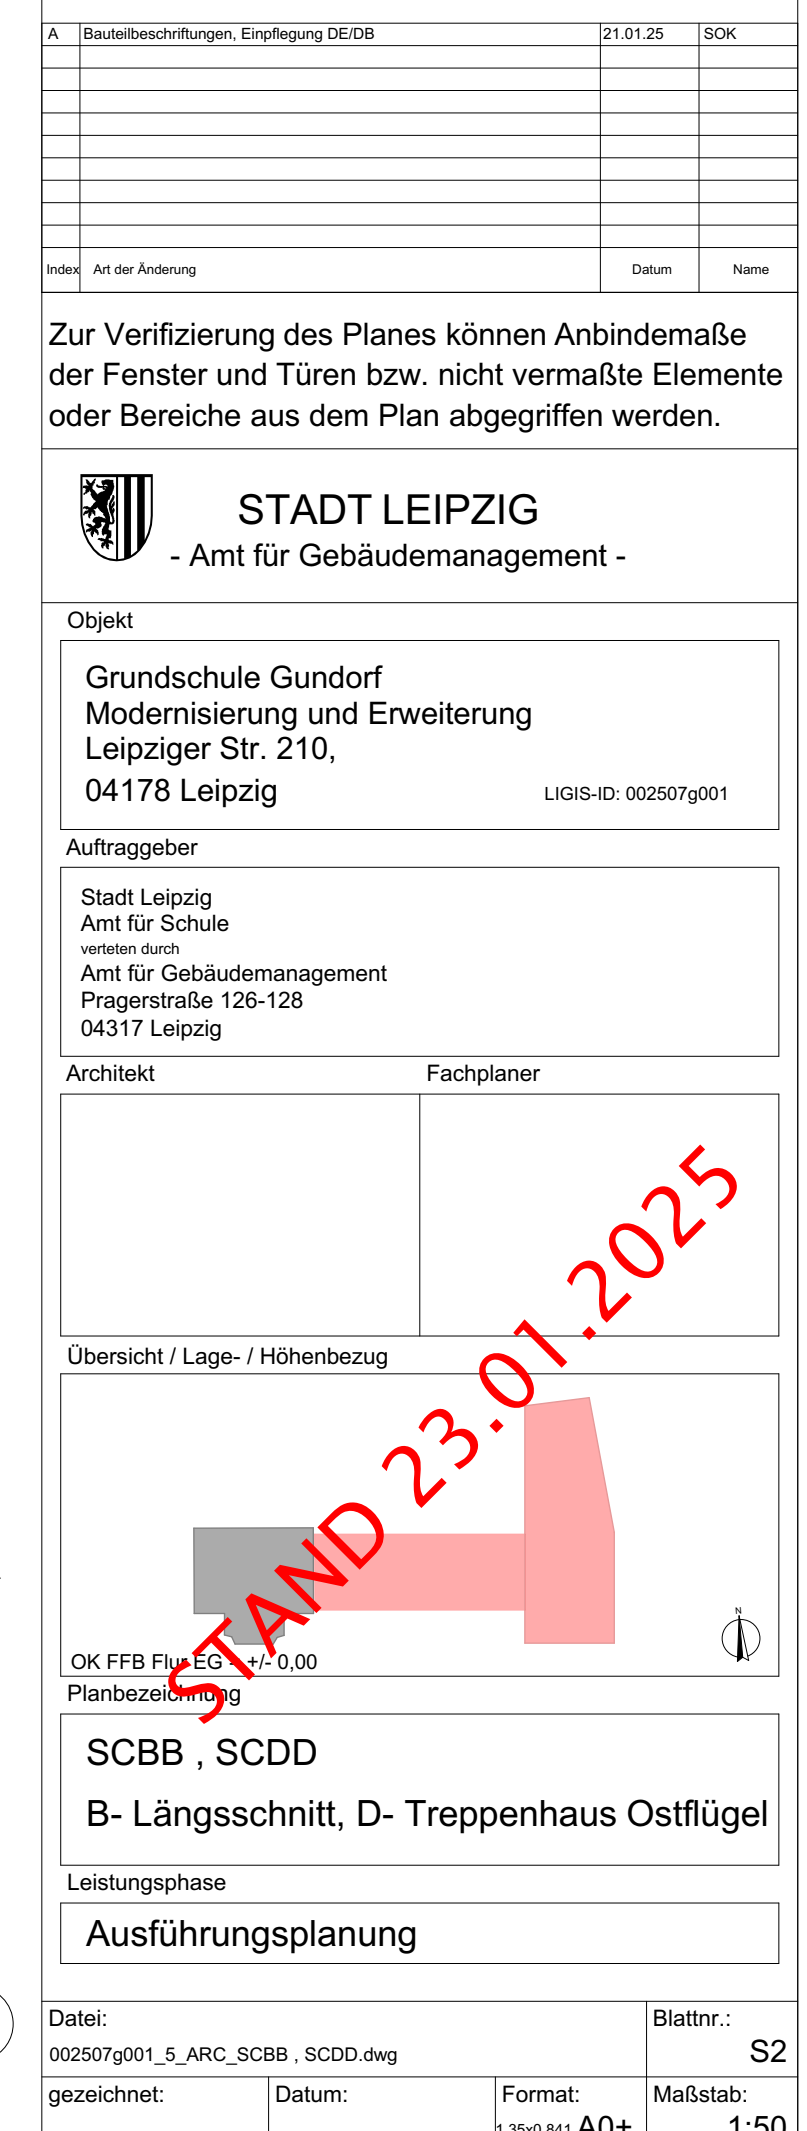 A Bauteilbeschriftungen, Einpflegung DE/DB 21.01.25 SOK
Index Art der Änderung Datum Name
Zur Verifizierung des Planes können Anbindemaße
der Fenster und Türen bzw. nicht vermaßte Elemente
oder Bereiche aus dem Plan abgegriffen werden.
STADT LEIPZIG
- Amt für Gebäudemanagement -
Objekt
Grundschule Gundorf
Modernisierung und Erweiterung
Leipziger Str. 210,
04178 Leipzig LIGIS-ID: 002507g001
Auftraggeber
Stadt Leipzig
Amt für Schule
verteten durch
Amt für Gebäudemanagement
Pragerstraße 126-128
04317 Leipzig
Architekt Fachplaner
STAND 23.01.2025
Übersicht / Lage- / Höhenbezug
N
OK FFB Flur EG = +/- 0,00
Planbezeichnung
SCBB , SCDD
B- Längsschnitt, D- Treppenhaus Ostflügel
Leistungsphase
Ausführungsplanung
Datei: Blattnr.:
002507g001_5_ARC_SCBB , SCDD.dwg S2
gezeichnet: Datum: Format: Maßstab:
1,35x0,841 A0+ 1:50